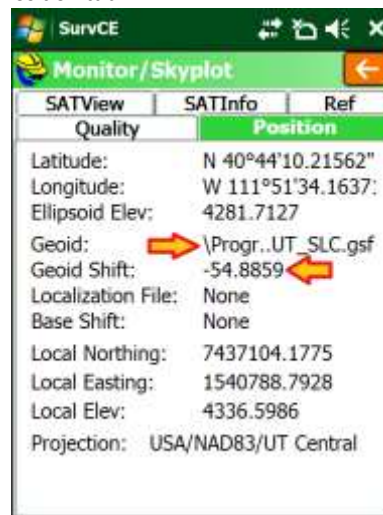 SurvCE
Monitor/Skyplot
SATView SATInfo Ref
Quality Position
Latitude: N 40°44'10.21562"
Longitude: W 111°51'34.1637
Ellipsoid Elev: 4281.7127
Geoid: \Progr..UT_SLC.gsf
Geoid Shift: -54.8859
Localization File: None
Base Shift: None
Local Northing: 7437104.1775
Local Easting: 1540788.7928
Local Elev: 4336.5986
Projection: USA/NAD83/UT Central